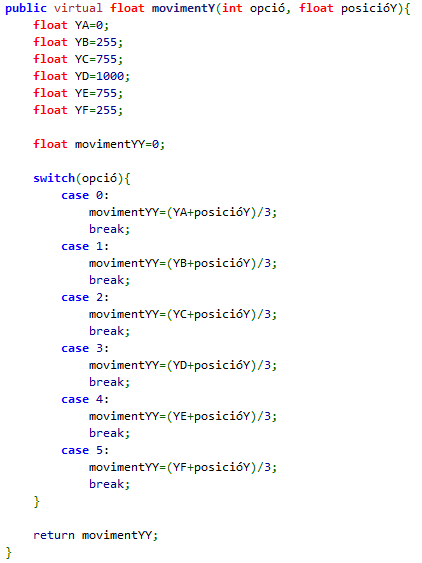 public virtual float movimentY(int opció, float posicióY){
float YA=0;
float YB=255;
float YC=755;
float YD=1000;
float YE=755;
float YF=255;
float movimentYY=0;
switch(opció){
case 0:
movimentYY=(YA+posicióY)/3;
break;
case 1:
movimentYY=(YB+posicióY)/3;
break;
case 2:
movimentYY=(YC+posicióY)/3;
break;
case 3:
movimentYY=(YD+posicióY)/3;
break;
case 4:
movimentYY=(YE+posicióY)/3;
break;
case 5:
movimentYY=(YF+posicióY)/3;
break;
}
return movimentYY;
}